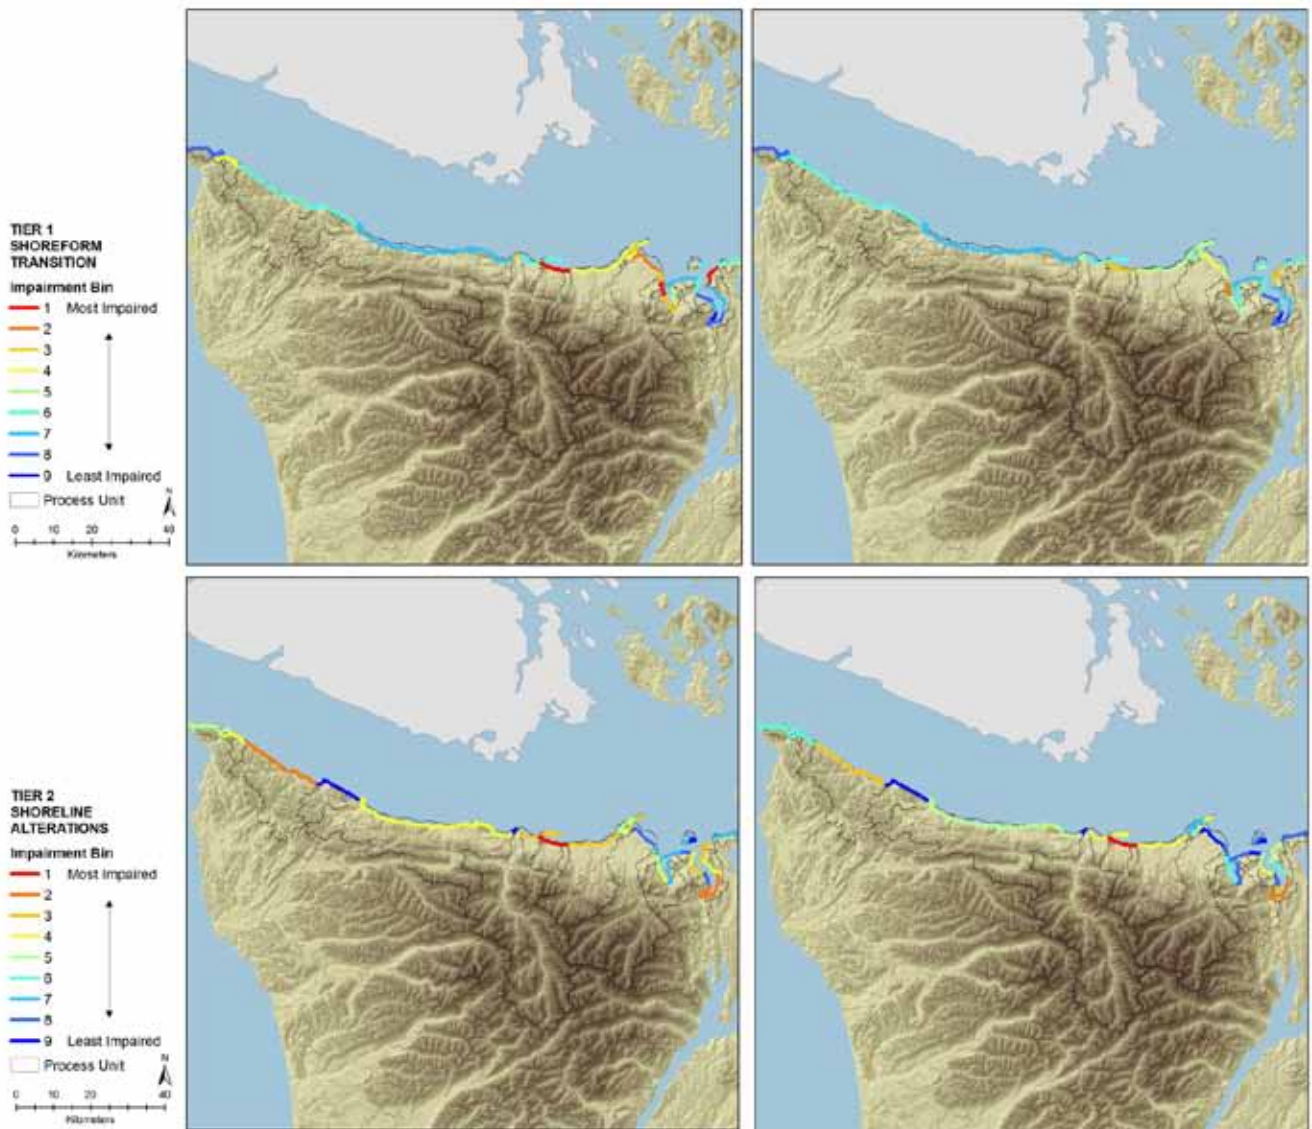 TIER 1
SHOREFORM
TRANSITION
Impairment Bin
1 Most Impaired
2
3
4
5
6
7
8
9 Least Impaired
Process Unit
N
0 10 20 40
Kilometers
TIER 2
SHORELINE
ALTERATIONS
Impairment Bin
1 Most Impaired
2
3
4
5
6
7
8
9 Least Impaired
Process Unit
N
0 10 20 40
Kilometers